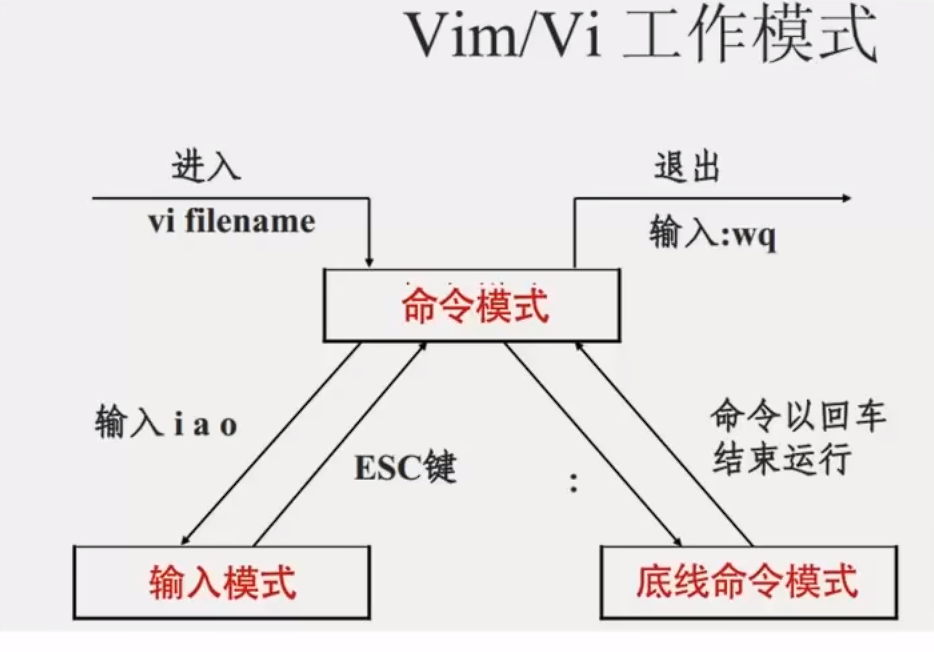 Vim/Vi 工作模式
进入
vi filename
退出
输入:wq
命令模式
输入 i a o
ESC键
:
命令以回车
结束运行
输入模式
底线命令模式